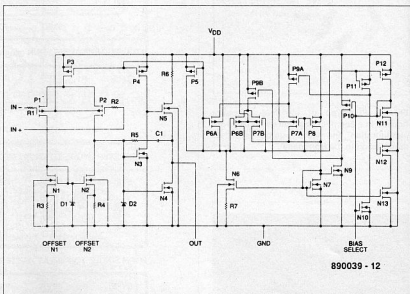 VDD
P3
P4
R6
P5
P9A
P12
P9B
P11
P1
P2
IN
R1
R2
N5
P6A
P6B
P7B
P7A
P8
P10
N11
IN +
R5
C1
N3
N12
N1
N2
N6
N9
D1
D2
N4
N7
N13
R3
R4
R7
N10
OFFSET
N1
OFFSET
N2
OUT
GND
BIAS
SELECT
890039 - 12